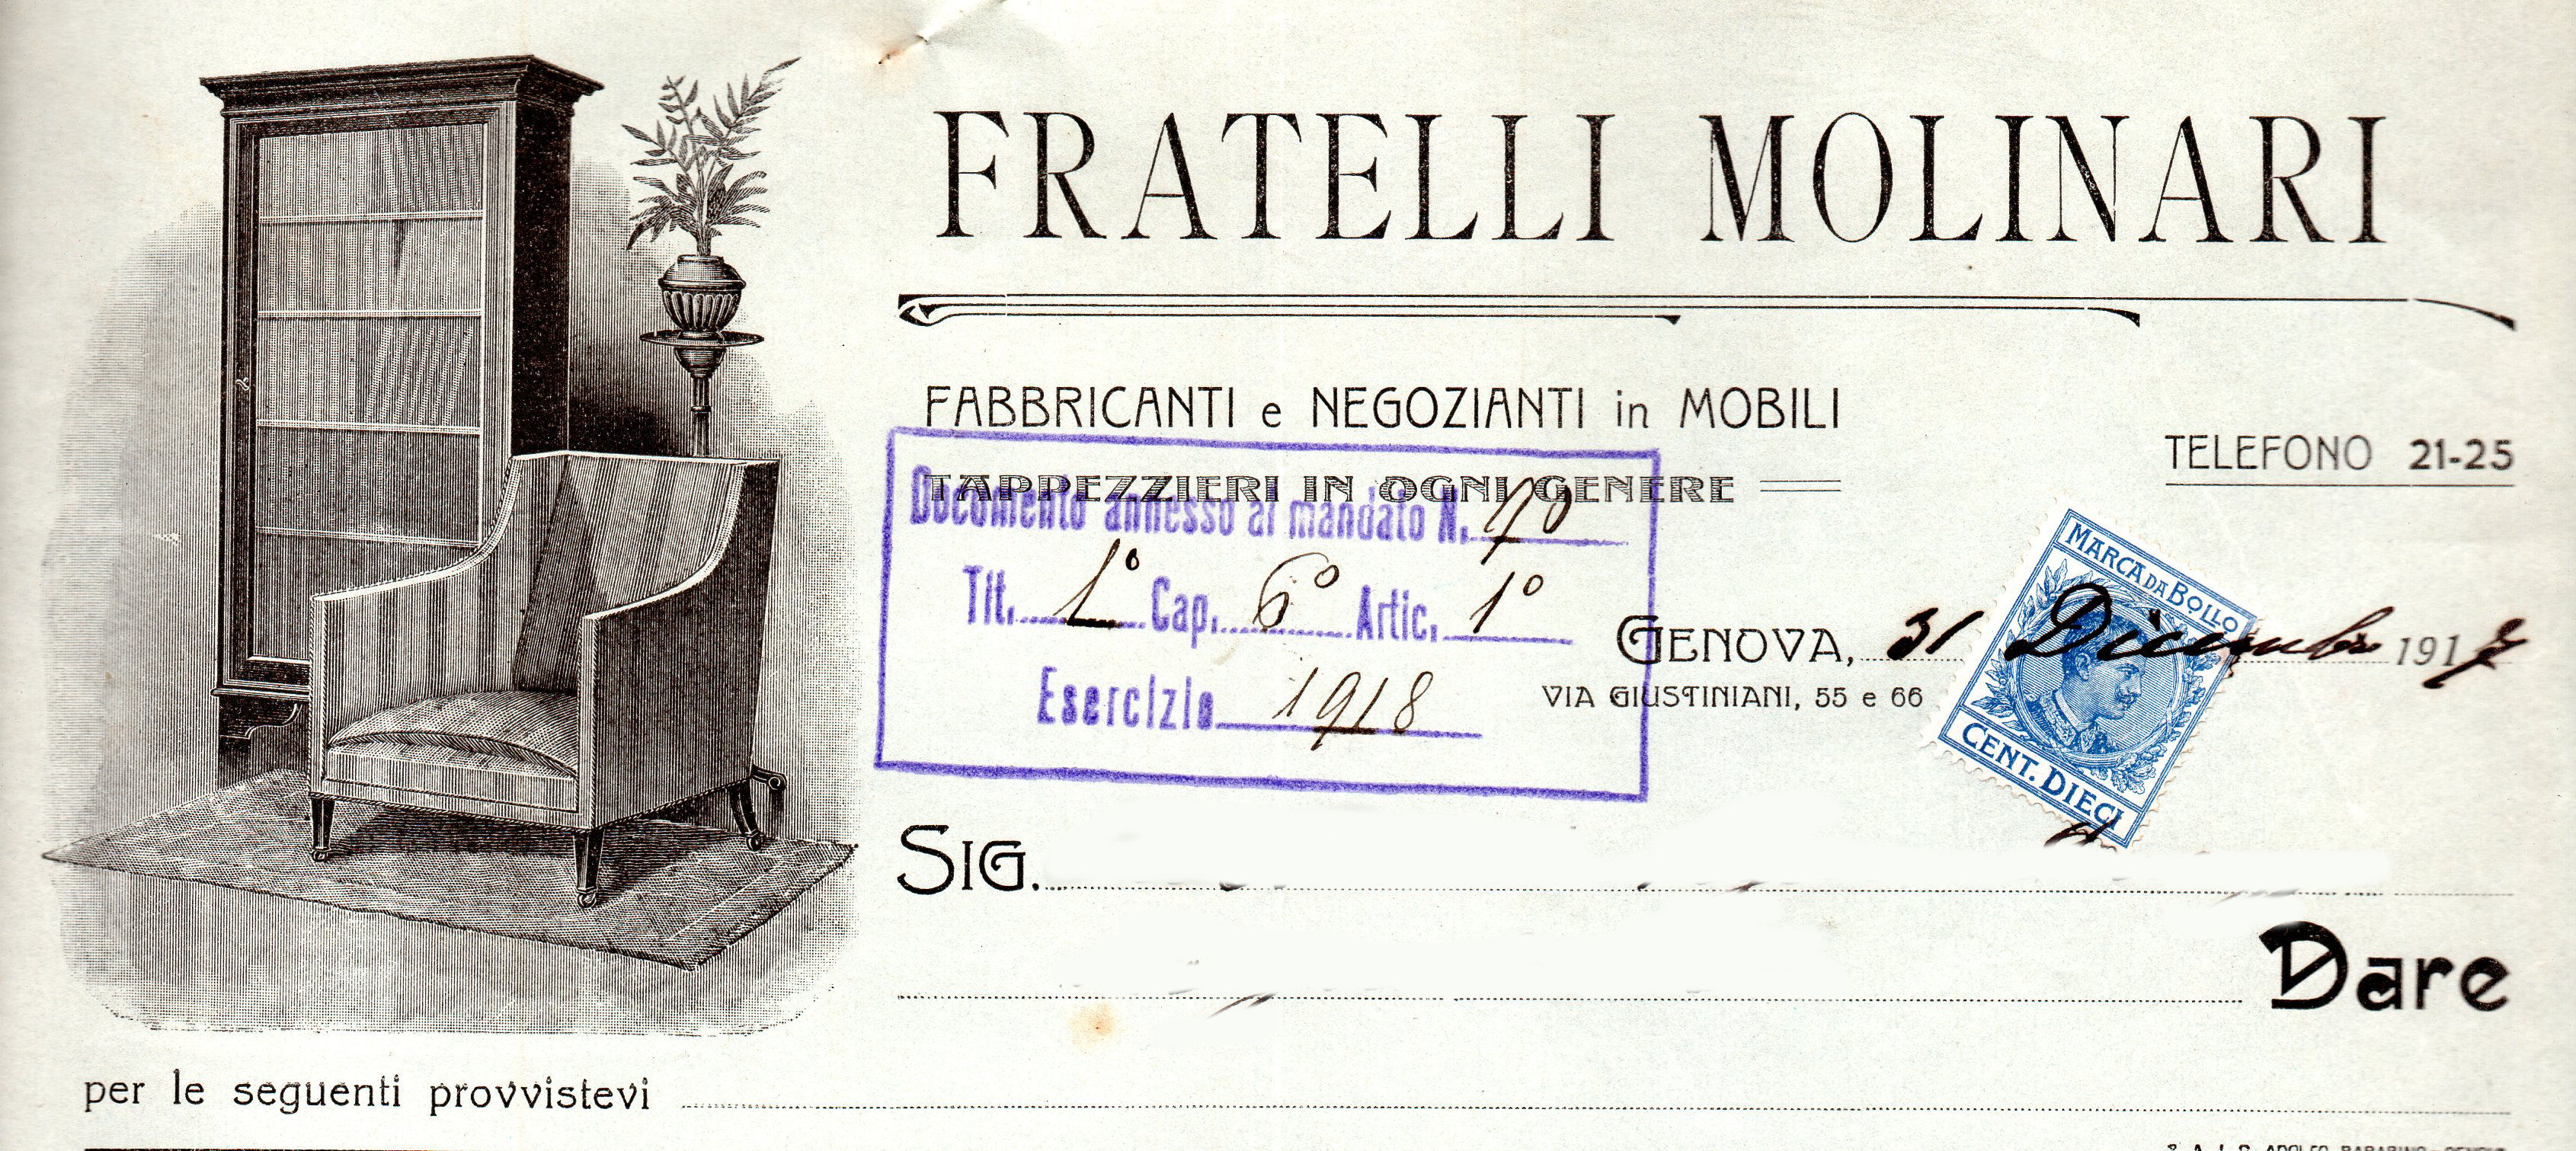 FRATELLI MOLINARI
FABBRICANTI e NEGOZIANTI in MOBILI
TAPPEZZIERI IN OGNI GENERE
TELEFONO 21-25
Documento annesso al mandato N.
Tit. 1° Cap. 6° Artic. 1°
Esercizio 1918
GENOVA, 31 Dicembre 1917
VIA GIUSTINIANI, 55 e 66
MARCA DA BOLLO
CENT. DIECI
SIG.
Dare
per le seguenti provvistevi